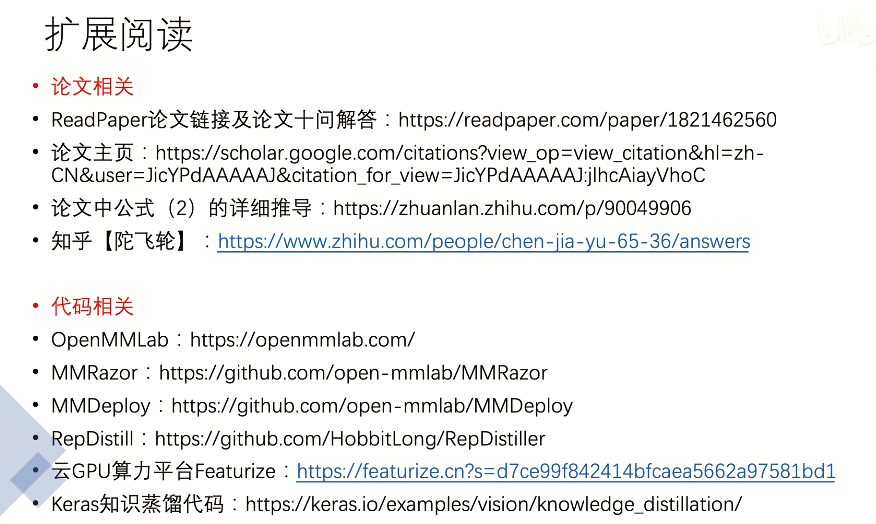 扩展阅读
bilibili
• 论文相关
• ReadPaper论文链接及论文十问解答：https://readpaper.com/paper/1821462560
• 论文主页：https://scholar.google.com/citations?view_op=view_citation&hl=zh-
CN&user=JicYPdAAAAAJ&citation_for_view=JicYPdAAAAAJ:jlhcAiayVhoC
• 论文中公式（2）的详细推导：https://zhuanlan.zhihu.com/p/90049906
• 知乎【陀飞轮】：https://www.zhihu.com/people/chen-jia-yu-65-36/answers
• 代码相关
• OpenMMLab：https://openmmlab.com/
• MMRazor：https://github.com/open-mmlab/MMRazor
• MMDeploy：https://github.com/open-mmlab/MMDeploy
• RepDistill：https://github.com/HobbitLong/RepDistiller
• 云GPU算力平台Featurize：https://featurize.cn?s=d7ce99f842414bfcaea5662a97581bd1
• Keras知识蒸馏代码：https://keras.io/examples/vision/knowledge_distillation/